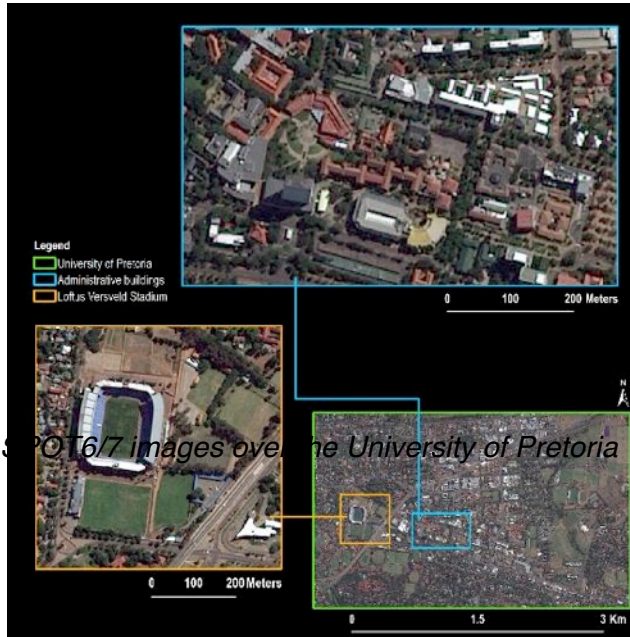 0 100 200 Meters
Legend
University of Pretoria
Administrative buildings
Loftus Versveld Stadium
N
SPOT6/7 images over the University of Pretoria
0 100 200 Meters
0 1.5 3 Km